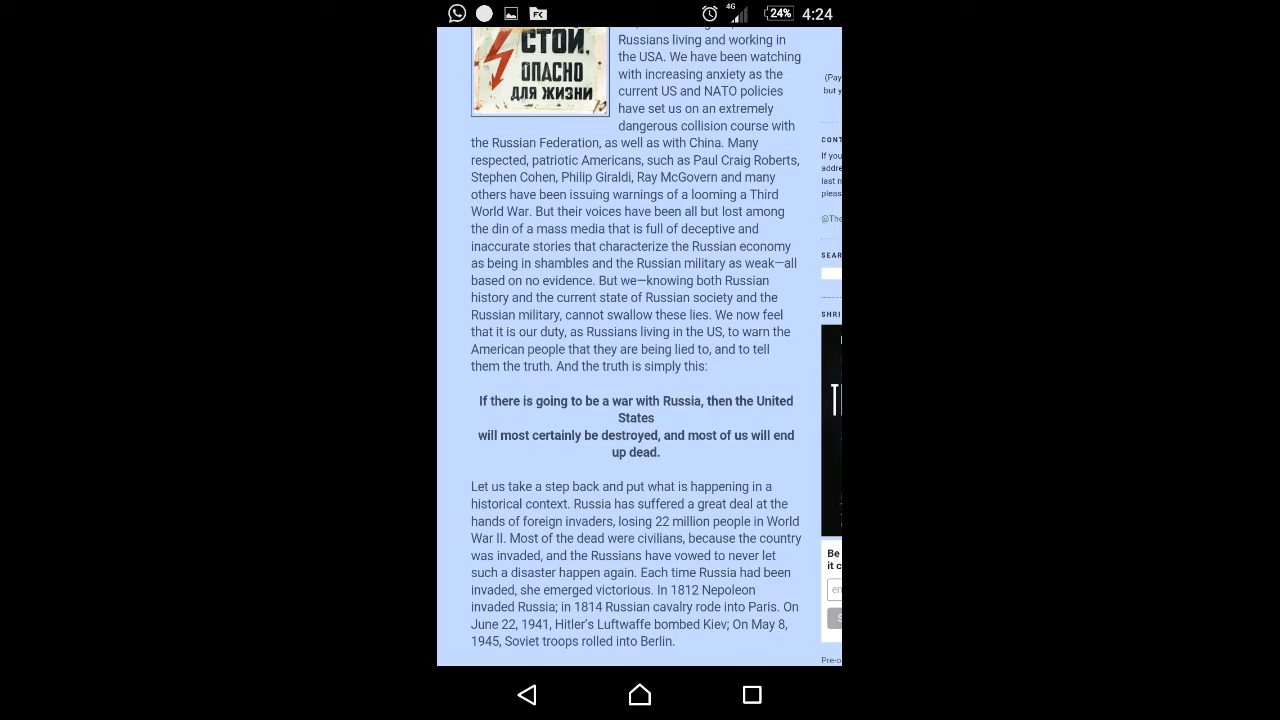 4G
24%
4:24
СТОЙ,
ОПАСНО
ДЛЯ ЖИЗНИ
Russians living and working in
the USA. We have been watching
with increasing anxiety as the
current US and NATO policies
have set us on an extremely
dangerous collision course with
the Russian Federation, as well as with China. Many
respected, patriotic Americans, such as Paul Craig Roberts,
Stephen Cohen, Philip Giraldi, Ray McGovern and many
others have been issuing warnings of a looming a Third
World War. But their voices have been all but lost among
the din of a mass media that is full of deceptive and
inaccurate stories that characterize the Russian economy
as being in shambles and the Russian military as weak—all
based on no evidence. But we—knowing both Russian
history and the current state of Russian society and the
Russian military, cannot swallow these lies. We now feel
that it is our duty, as Russians living in the US, to warn the
American people that they are being lied to, and to tell
them the truth. And the truth is simply this:
If there is going to be a war with Russia, then the United
States
will most certainly be destroyed, and most of us will end
up dead.
Let us take a step back and put what is happening in a
historical context. Russia has suffered a great deal at the
hands of foreign invaders, losing 22 million people in World
War II. Most of the dead were civilians, because the country
was invaded, and the Russians have vowed to never let
such a disaster happen again. Each time Russia had been
invaded, she emerged victorious. In 1812 Nepoleon
invaded Russia; in 1814 Russian cavalry rode into Paris. On
June 22, 1941, Hitler's Luftwaffe bombed Kiev; On May 8,
1945, Soviet troops rolled into Berlin.
(Pay
but y
CONT
If you
addre
last n
pleas
@The
SEAR
SHRI
Be
it c
en
S
Pre-o